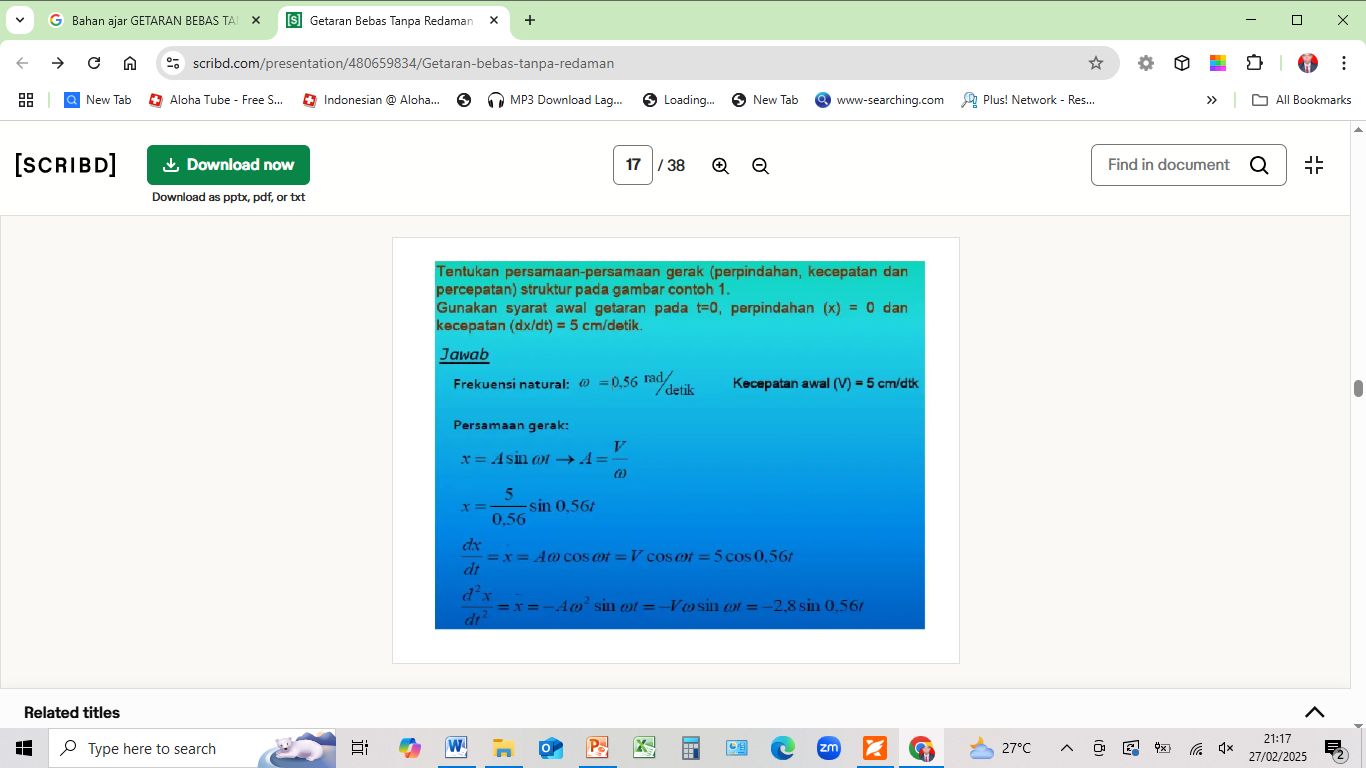 Bahan ajar GETARAN BEBAS TA
Getaran Bebas Tanpa Redaman
scribd.com/presentation/480659834/Getaran-bebas-tanpa-redaman
New Tab
Aloha Tube - Free S...
Indonesian @ Aloha...
MP3 Download Lag...
Loading...
New Tab
www-searching.com
Plus! Network - Res...
All Bookmarks
[SCRIBD]
Download now
Download as pptx, pdf, or txt
17 / 38
Find in document
Tentukan persamaan-persamaan gerak (perpindahan, kecepatan dan
percepatan) struktur pada gambar contoh 1.
Gunakan syarat awal getaran pada t=0, perpindahan (x) = 0 dan
kecepatan (dx/dt) = 5 cm/detik.
Jawab
Frekuensi natural: ω = 0,56 rad/detik Kecepatan awal (V) = 5 cm/dtk
Persamaan gerak:
x = A sin ωt → A = V/ω
x = 5/0,56 sin 0,56t
dx/dt = ẋ = Aω cos ωt = V cos ωt = 5 cos 0,56t
d²x/dt² = ẍ = −Aω² sin ωt = −Vω sin ωt = −2,8 sin 0,56t
Related titles
Type here to search
27°C
21:17
27/02/2025
2